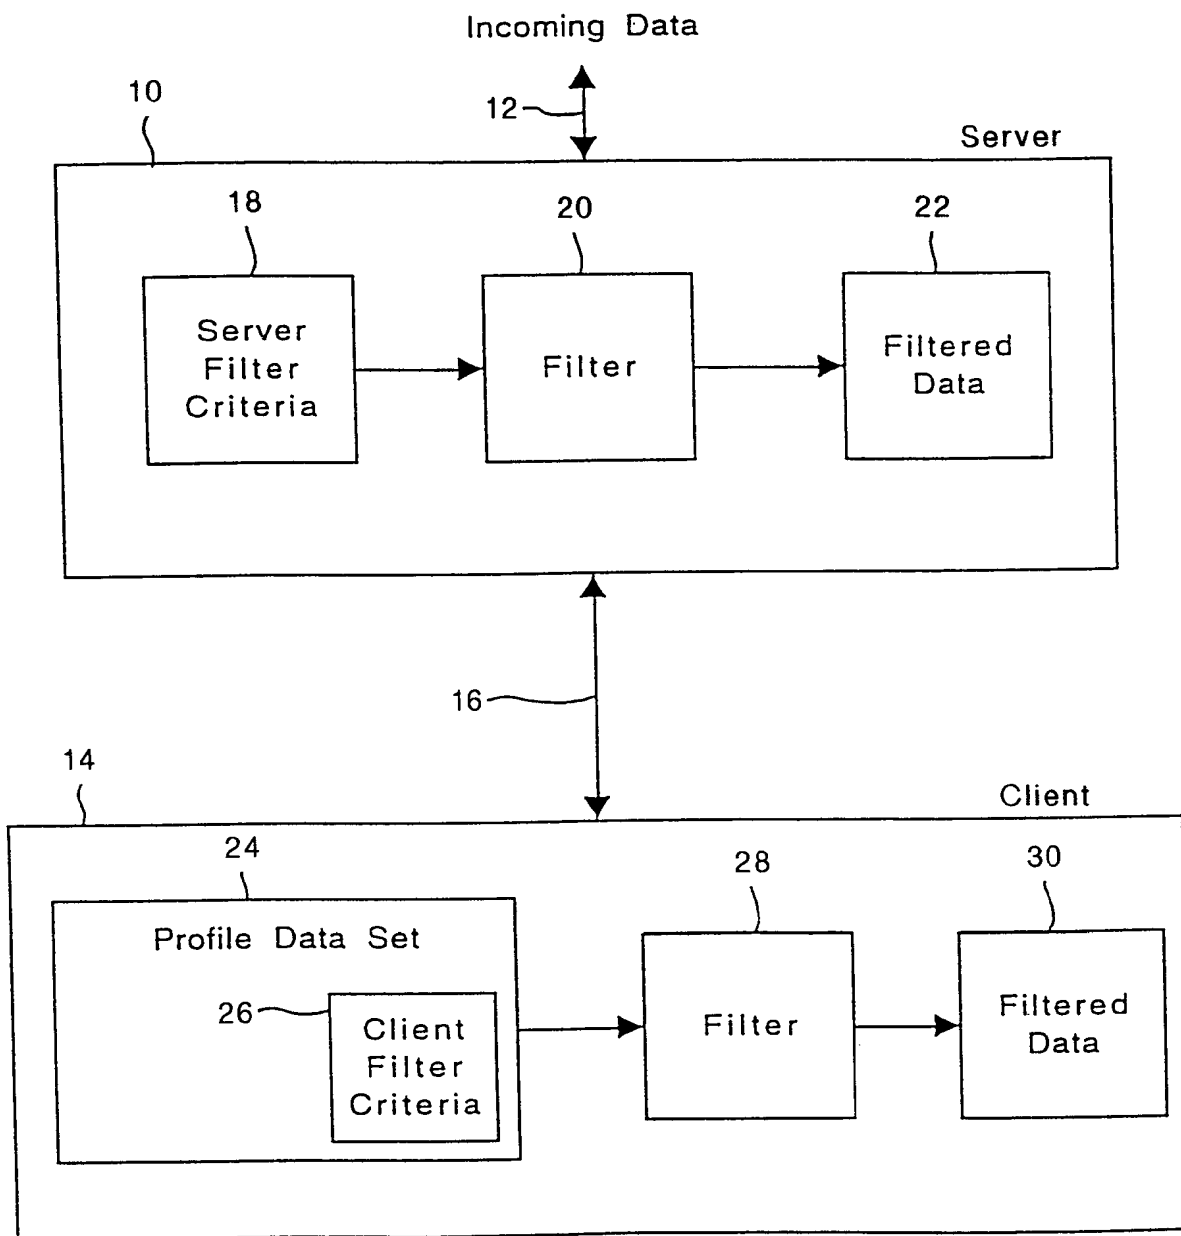 Incoming Data
10
12
Server
18
20
22
Server
Filter
Criteria
Filter
Filtered
Data
16
14
Client
24
28
30
Profile Data Set
26
Client
Filter
Criteria
Filter
Filtered
Data